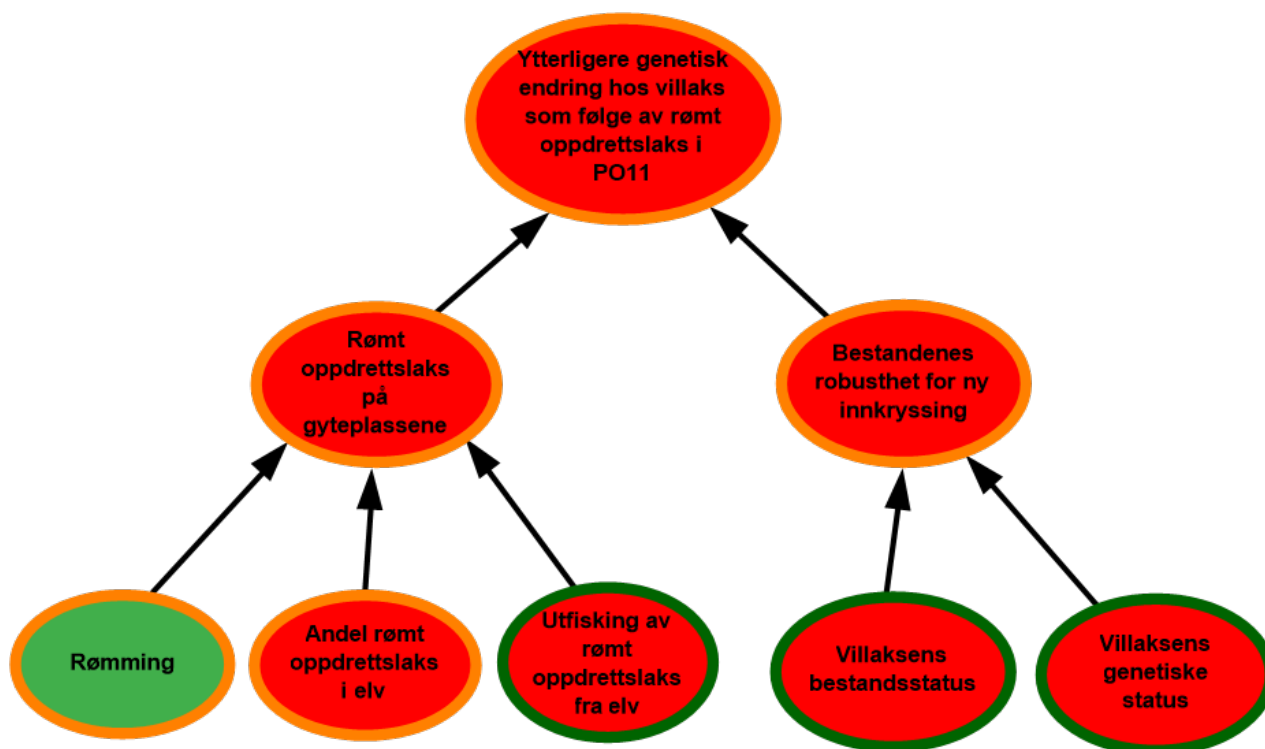 Ytterligere genetisk
endring hos villaks
som følge av rømt
oppdrettslaks i
PO11
Rømt
oppdrettslaks
på
gyteplassene
Bestandenes
robusthet for ny
innkryssing
Rømming
Andel rømt
oppdrettslaks
i elv
Utfisking av
rømt
oppdrettslaks
fra elv
Villaksens
bestandsstatus
Villaksens
genetiske
status